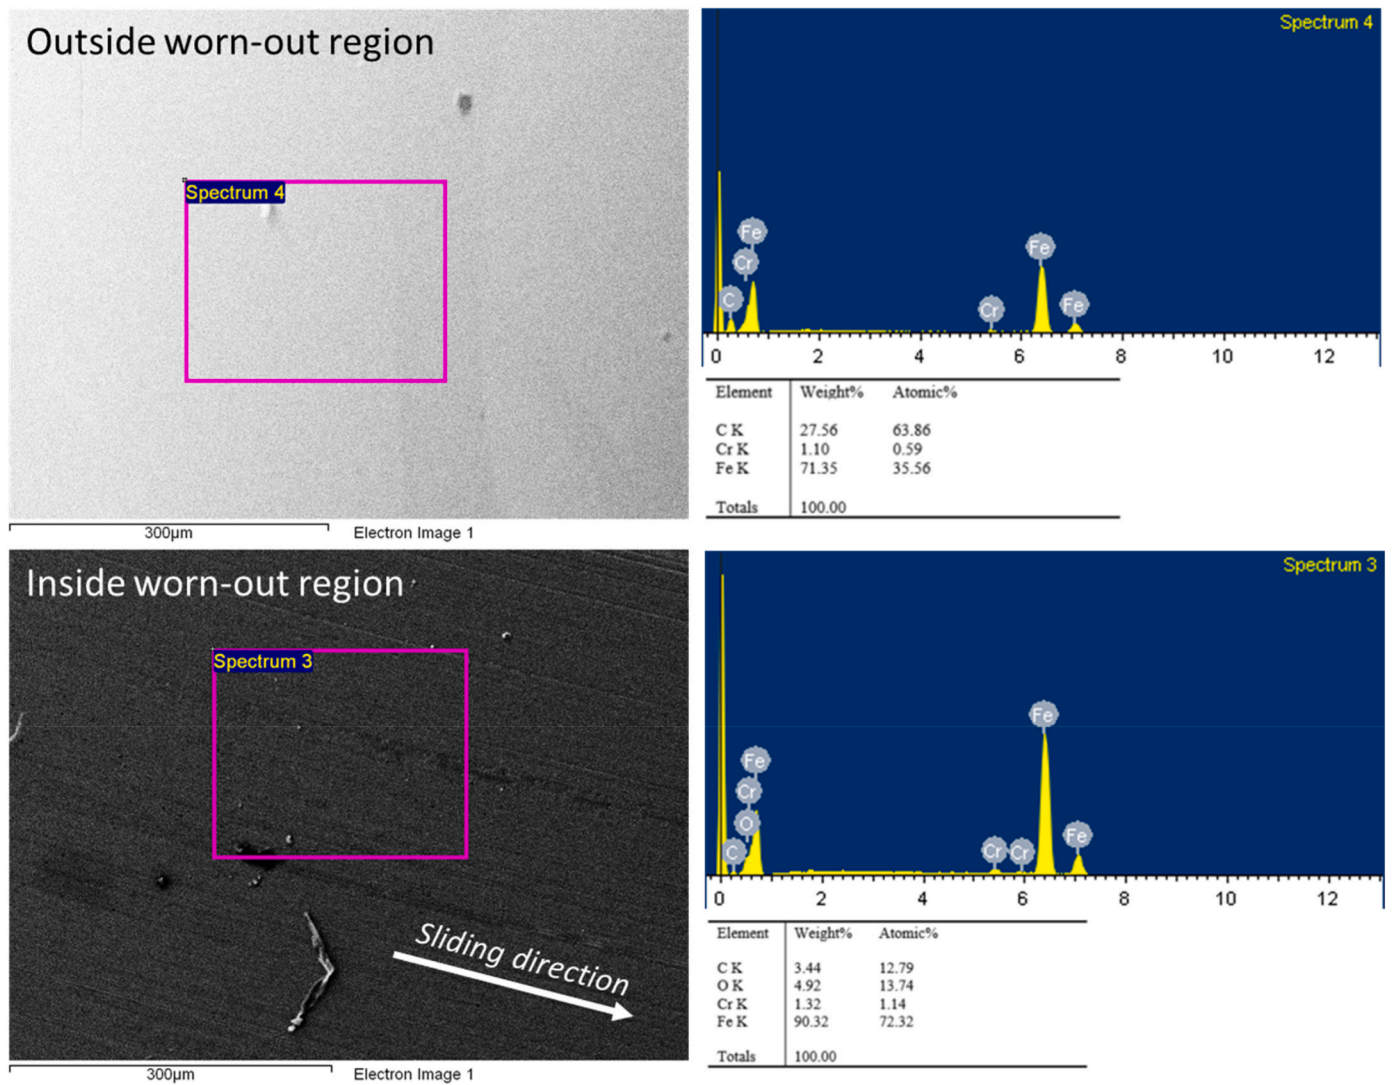 Outside worn-out region
Spectrum 4
300µm
Electron Image 1
Spectrum 4
Fe
Cr
C
Fe
Cr
Fe
0 2 4 6 8 10 12
Element Weight% Atomic%
C K 27.56 63.86
Cr K 1.10 0.59
Fe K 71.35 35.56
Totals 100.00
Inside worn-out region
Spectrum 3
Sliding direction
300µm
Electron Image 1
Spectrum 3
Fe
Fe
Cr
O
C
Cr
Cr
Fe
0 2 4 6 8 10 12
Element Weight% Atomic%
C K 3.44 12.79
O K 4.92 13.74
Cr K 1.32 1.14
Fe K 90.32 72.32
Totals 100.00